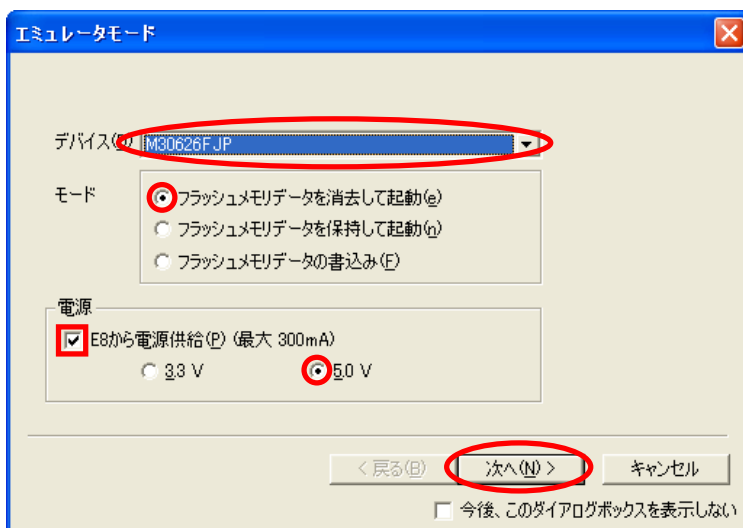 エミュレータモード
デバイス(D) M30626FJP
モード
フラッシュメモリデータを消去して起動(e)
フラッシュメモリデータを保持して起動(n)
フラッシュメモリデータの書込み(F)
電源
E8から電源供給(P) (最大 300mA)
3.3 V 5.0 V
< 戻る(B) 次へ(N) > キャンセル
今後、このダイアログボックスを表示しない